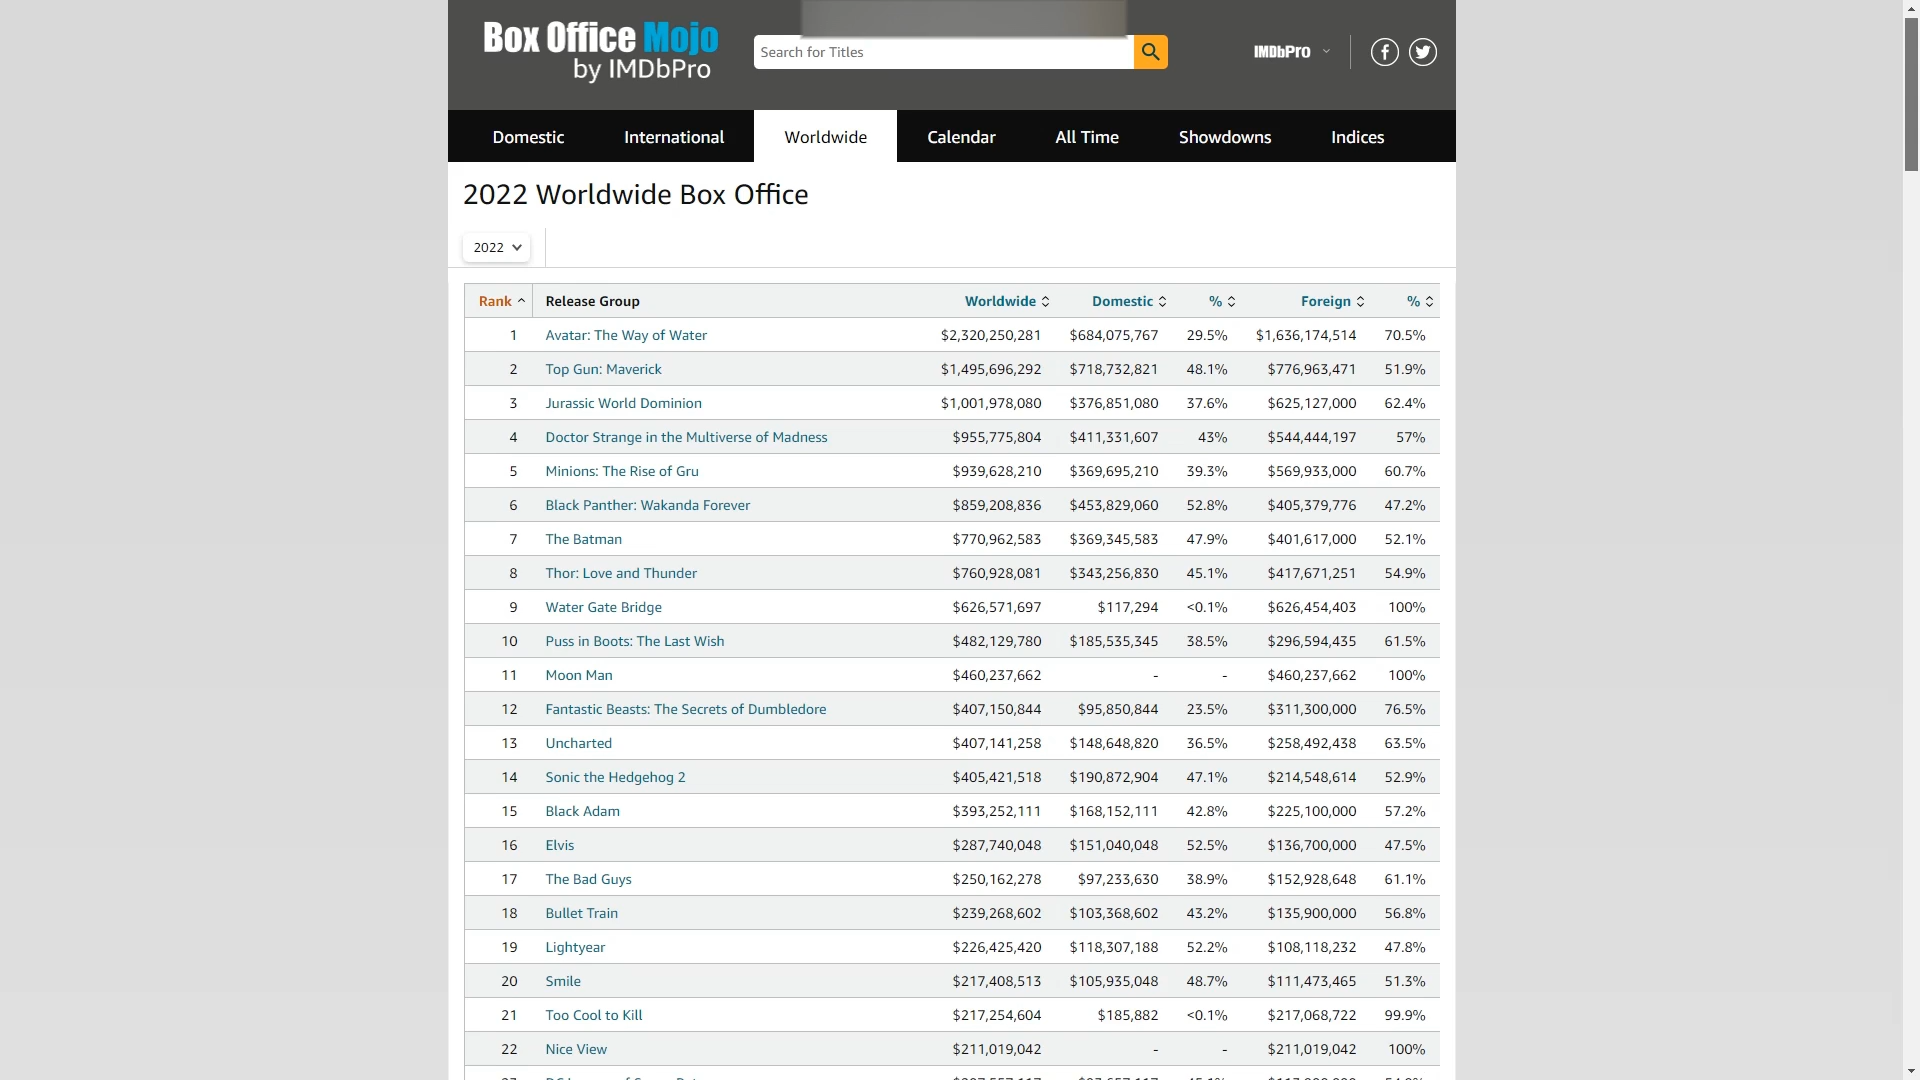 Box Office Mojo
by IMDbPro
Search for Titles
IMDbPro
Domestic International Worldwide Calendar All Time Showdowns Indices
2022 Worldwide Box Office
2022
Rank Release Group Worldwide Domestic % Foreign %
1 Avatar: The Way of Water $2,320,250,281 $684,075,767 29.5% $1,636,174,514 70.5%
2 Top Gun: Maverick $1,495,696,292 $718,732,821 48.1% $776,963,471 51.9%
3 Jurassic World Dominion $1,001,978,080 $376,851,080 37.6% $625,127,000 62.4%
4 Doctor Strange in the Multiverse of Madness $955,775,804 $411,331,607 43% $544,444,197 57%
5 Minions: The Rise of Gru $939,628,210 $369,695,210 39.3% $569,933,000 60.7%
6 Black Panther: Wakanda Forever $859,208,836 $453,829,060 52.8% $405,379,776 47.2%
7 The Batman $770,962,583 $369,345,583 47.9% $401,617,000 52.1%
8 Thor: Love and Thunder $760,928,081 $343,256,830 45.1% $417,671,251 54.9%
9 Water Gate Bridge $626,571,697 $117,294 <0.1% $626,454,403 100%
10 Puss in Boots: The Last Wish $482,129,780 $185,535,345 38.5% $296,594,435 61.5%
11 Moon Man $460,237,662 - - $460,237,662 100%
12 Fantastic Beasts: The Secrets of Dumbledore $407,150,844 $95,850,844 23.5% $311,300,000 76.5%
13 Uncharted $407,141,258 $148,648,820 36.5% $258,492,438 63.5%
14 Sonic the Hedgehog 2 $405,421,518 $190,872,904 47.1% $214,548,614 52.9%
15 Black Adam $393,252,111 $168,152,111 42.8% $225,100,000 57.2%
16 Elvis $287,740,048 $151,040,048 52.5% $136,700,000 47.5%
17 The Bad Guys $250,162,278 $97,233,630 38.9% $152,928,648 61.1%
18 Bullet Train $239,268,602 $103,368,602 43.2% $135,900,000 56.8%
19 Lightyear $226,425,420 $118,307,188 52.2% $108,118,232 47.8%
20 Smile $217,408,513 $105,935,048 48.7% $111,473,465 51.3%
21 Too Cool to Kill $217,254,604 $185,882 <0.1% $217,068,722 99.9%
22 Nice View $211,019,042 - - $211,019,042 100%